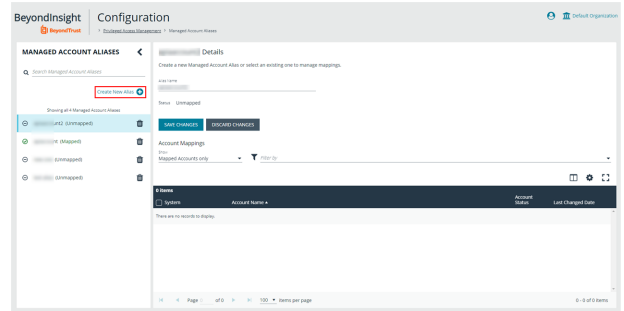 BeyondInsight
BeyondTrust
Configuration
Privileged Access Management > Managed Account Aliases
Default Organization
MANAGED ACCOUNT ALIASES
Search Managed Account Aliases
Create New Alias
Showing all 4 Managed Account Aliases
nt2 (Unmapped)
nt (Mapped)
(Unmapped)
(Unmapped)
Details
Create a new Managed Account Alias or select an existing one to manage mappings.
Alias Name
Status Unmapped
SAVE CHANGES
DISCARD CHANGES
Account Mappings
Show
Mapped Accounts only
Filter by
0 items
System
Account Name
Account Status
Last Changed Date
There are no records to display.
Page of 0
100 items per page
0 - 0 of 0 items